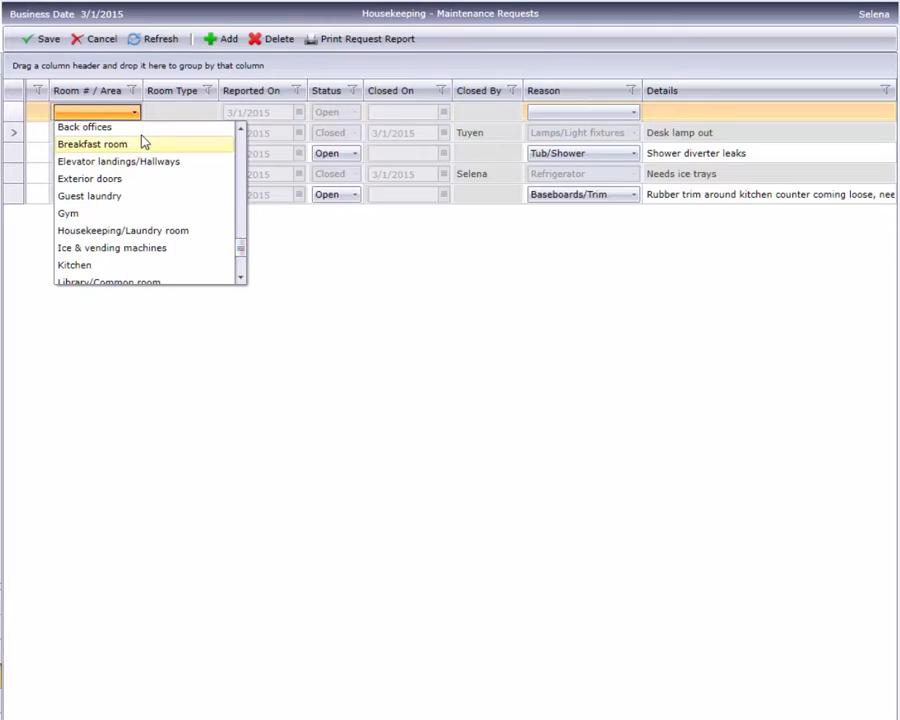 Business Date 3/1/2015 Housekeeping - Maintenance Requests Selena
Save Cancel Refresh Add Delete Print Request Report
Drag a column header and drop it here to group by that column
Room # / Area Room Type Reported On Status Closed On Closed By Reason Details
3/1/2015 Open
Closed 3/1/2015 Tuyen Lamps/Light fixtures Desk lamp out
Open Tub/Shower Shower diverter leaks
Closed 3/1/2015 Selena Refrigerator Needs ice trays
Open Baseboards/Trim Rubber trim around kitchen counter coming loose, nee
Back offices
Breakfast room
Elevator landings/Hallways
Exterior doors
Guest laundry
Gym
Housekeeping/Laundry room
Ice & vending machines
Kitchen
Library/Common room